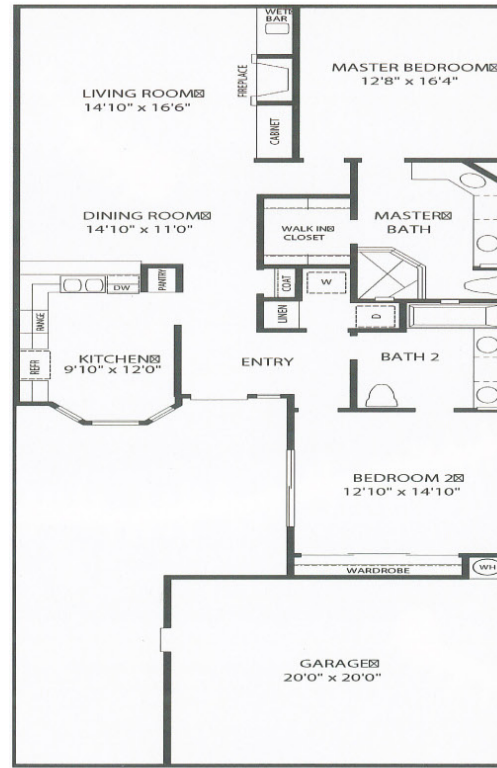 WET
BAR
FIREPLACE
CABINET
LIVING ROOM
14'10" x 16'6"
MASTER BEDROOM
12'8" x 16'4"
DINING ROOM
14'10" x 11'0"
WALK IN
CLOSET
MASTER
BATH
COAT
W
LINEN
D
PANTRY
DW
RANGE
REFR
KITCHEN
9'10" x 12'0"
ENTRY
BATH 2
BEDROOM 2
12'10" x 14'10"
WARDROBE
WH
GARAGE
20'0" x 20'0"